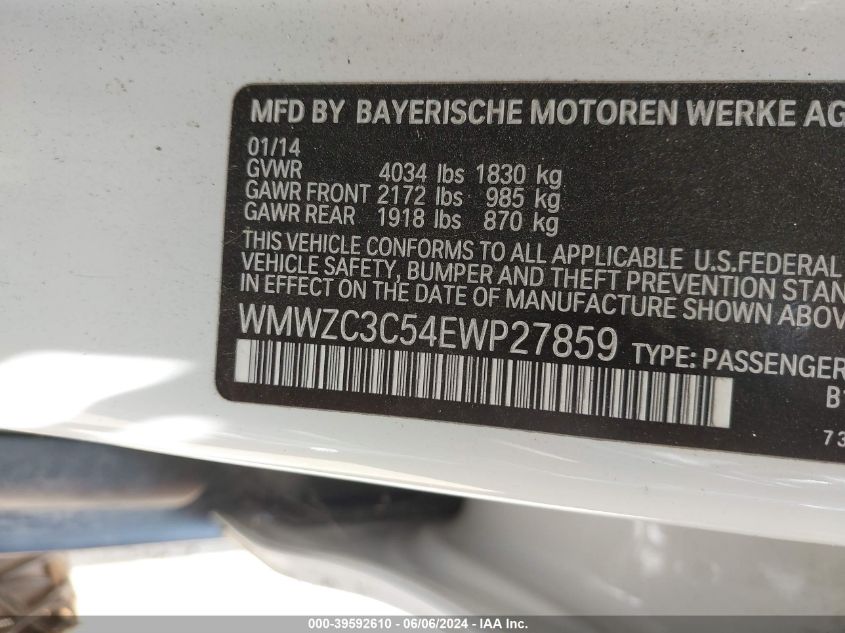 MFD BY BAYERISCHE MOTOREN WERKE AG
01/14
GVWR 4034 lbs 1830 kg
GAWR FRONT 2172 lbs 985 kg
GAWR REAR 1918 lbs 870 kg
THIS VEHICLE CONFORMS TO ALL APPLICABLE U.S.FEDERAL
VEHICLE SAFETY, BUMPER AND THEFT PREVENTION STAN
IN EFFECT ON THE DATE OF MANUFACTURE SHOWN ABOV
WMWZC3C54EWP27859 TYPE: PASSENGER
B
73
000-39592610 - 06/06/2024 - IAA Inc.